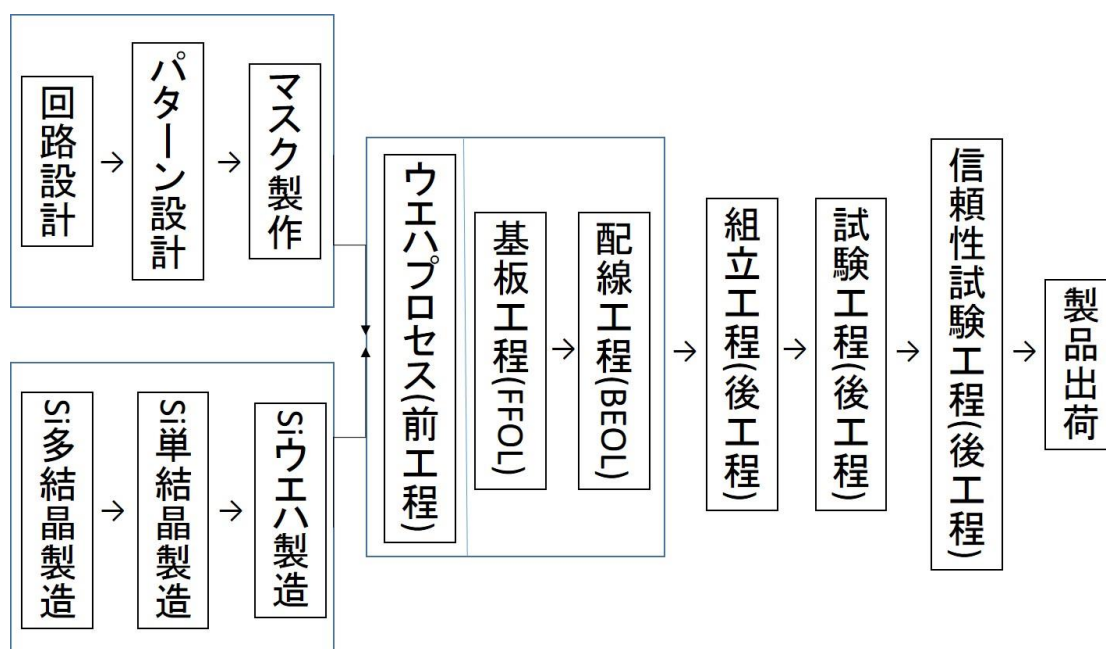 回路設計
パターン設計
マスク製作
Si多結晶製造
Si単結晶製造
Siウエハ製造
ウエハプロセス(前工程)
基板工程(FFOL)
配線工程(BEOL)
組立工程(後工程)
試験工程(後工程)
信頼性試験工程(後工程)
製品出荷